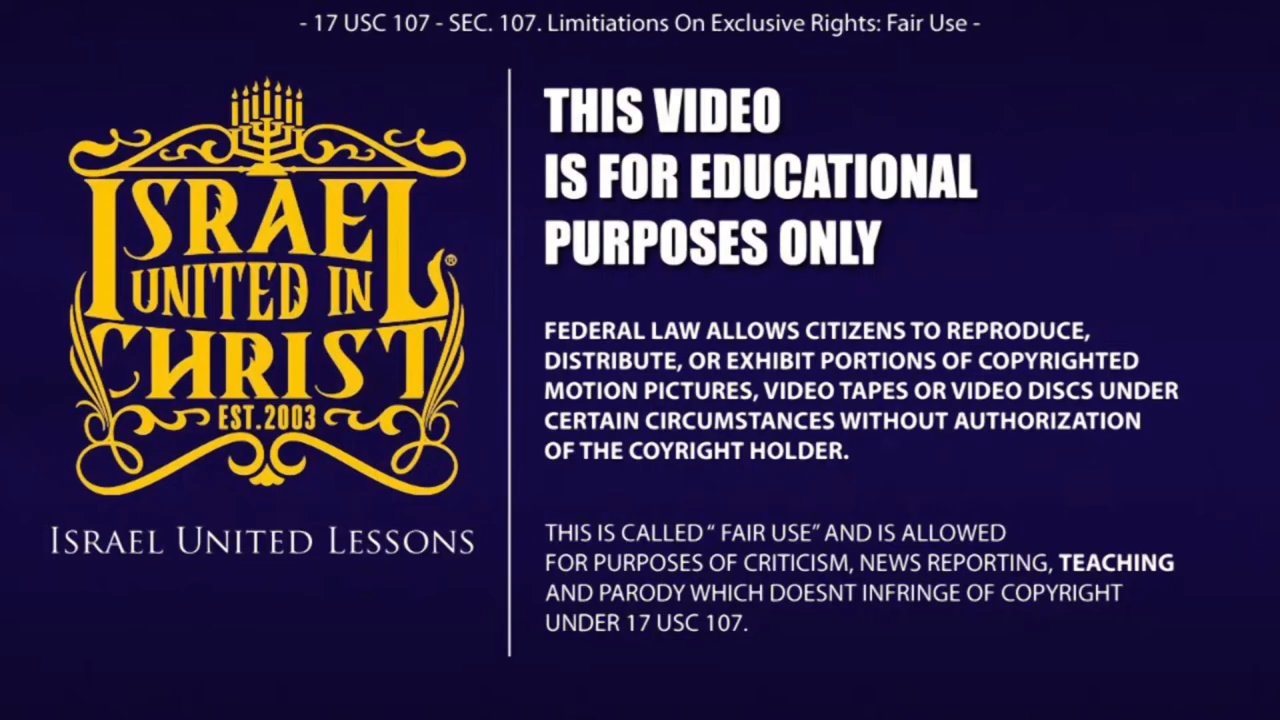 - 17 USC 107 - SEC. 107. Limitiations On Exclusive Rights: Fair Use -
ISRAEL
UNITED IN
CHRIST
®
EST.2003
ISRAEL UNITED LESSONS
THIS VIDEO
IS FOR EDUCATIONAL
PURPOSES ONLY
FEDERAL LAW ALLOWS CITIZENS TO REPRODUCE,
DISTRIBUTE, OR EXHIBIT PORTIONS OF COPYRIGHTED
MOTION PICTURES, VIDEO TAPES OR VIDEO DISCS UNDER
CERTAIN CIRCUMSTANCES WITHOUT AUTHORIZATION
OF THE COYRIGHT HOLDER.
THIS IS CALLED “ FAIR USE” AND IS ALLOWED
FOR PURPOSES OF CRITICISM, NEWS REPORTING, TEACHING
AND PARODY WHICH DOESNT INFRINGE OF COPYRIGHT
UNDER 17 USC 107.